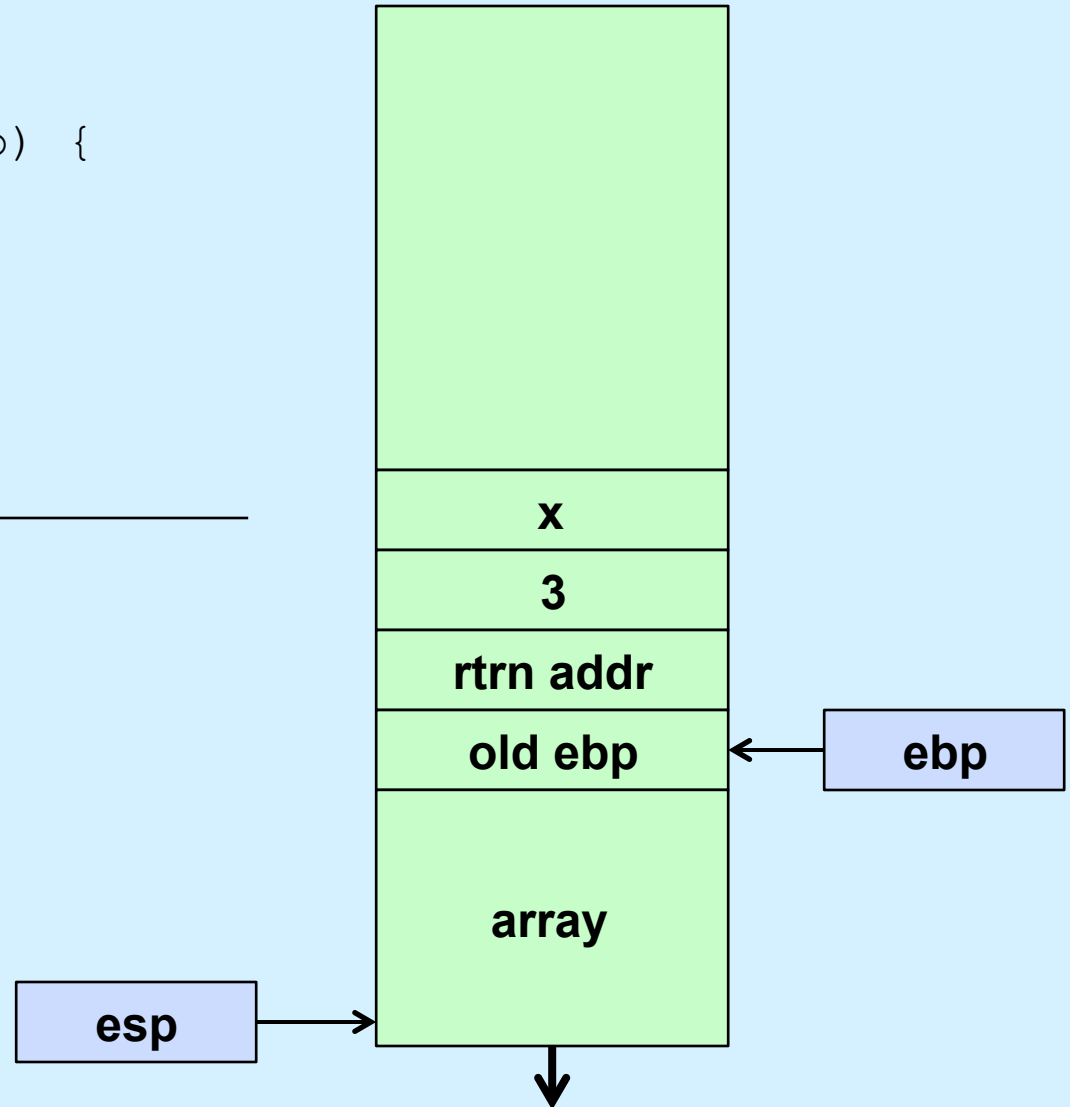 ) {
x
3
rtrn addr
old ebp
ebp
array
esp